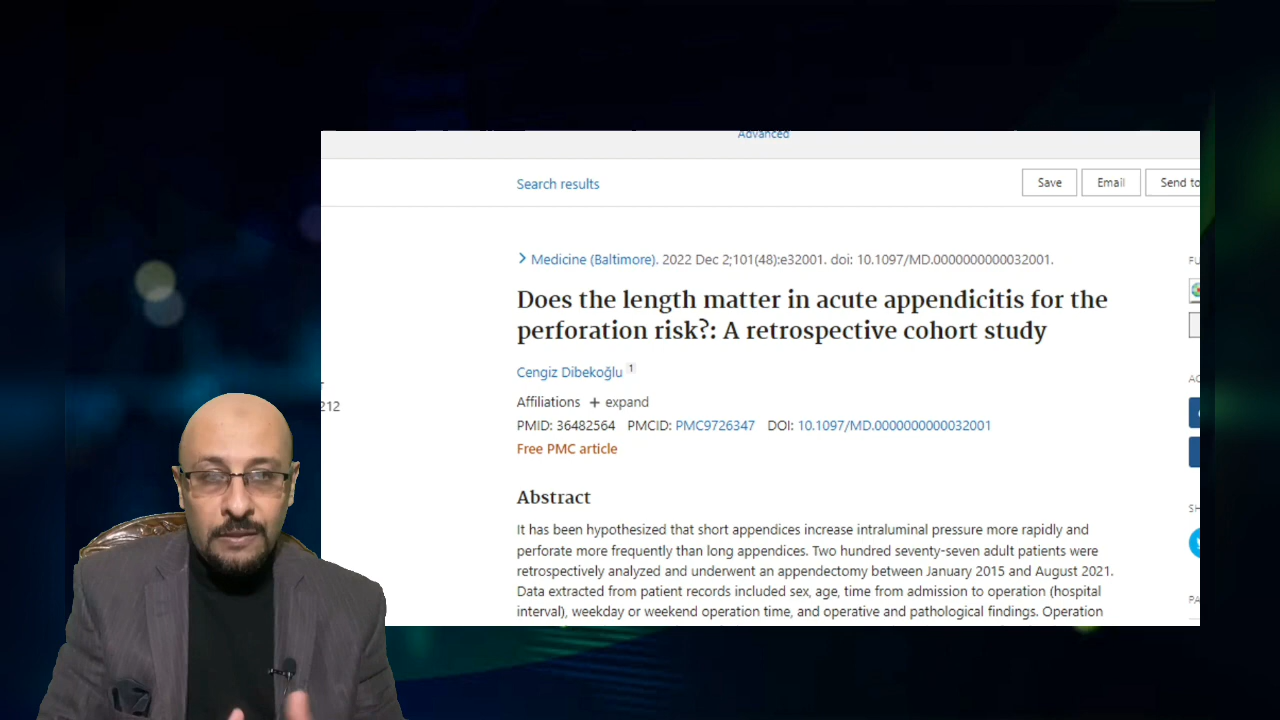 Advanced
Search results
Save
Email
Send to
Medicine (Baltimore). 2022 Dec 2;101(48):e32001. doi: 10.1097/MD.0000000000032001.
Does the length matter in acute appendicitis for the
perforation risk?: A retrospective cohort study
Cengiz Dibekoğlu 1
Affiliations + expand
PMID: 36482564 PMCID: PMC9726347 DOI: 10.1097/MD.0000000000032001
Free PMC article
Abstract
It has been hypothesized that short appendices increase intraluminal pressure more rapidly and
perforate more frequently than long appendices. Two hundred seventy-seven adult patients were
retrospectively analyzed and underwent an appendectomy between January 2015 and August 2021.
Data extracted from patient records included sex, age, time from admission to operation (hospital
interval), weekday or weekend operation time, and operative and pathological findings. Operation
212